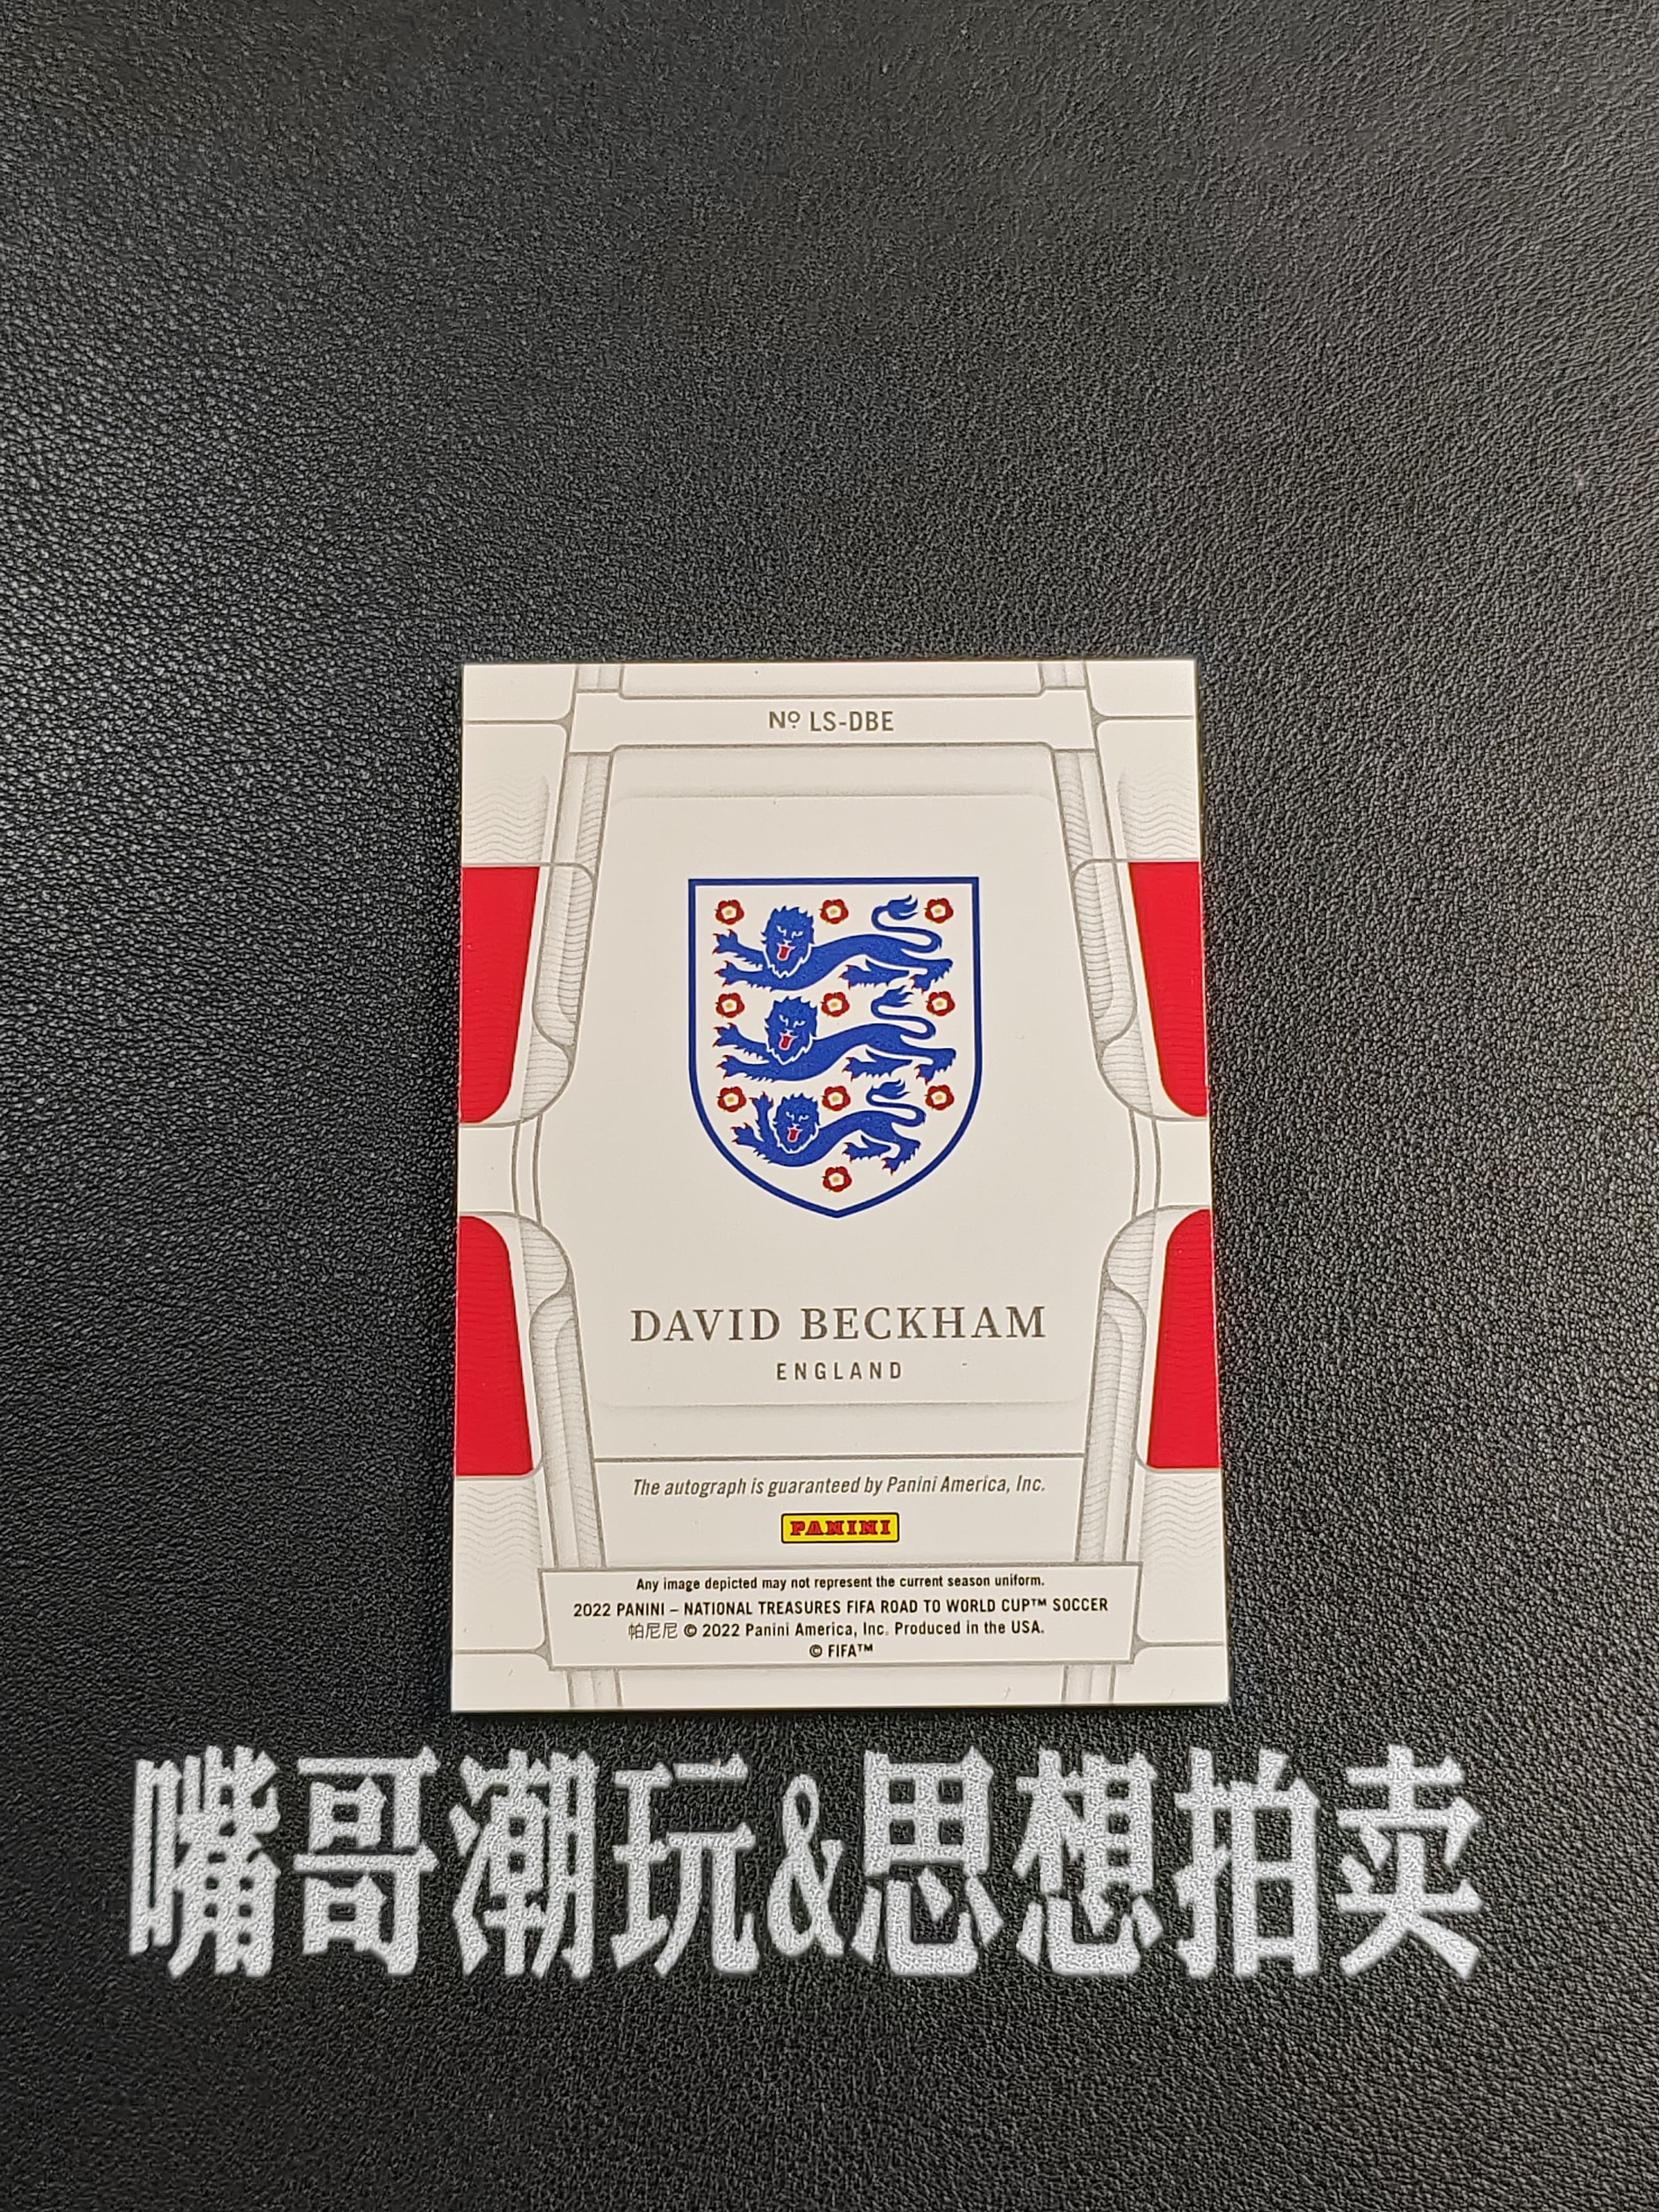 Nº LS-DBE
DAVID BECKHAM
ENGLAND
The autograph is guaranteed by Panini America, Inc.
PANINI
Any image depicted may not represent the current season uniform.
2022 PANINI – NATIONAL TREASURES FIFA ROAD TO WORLD CUP™ SOCCER
帕尼尼 © 2022 Panini America, Inc. Produced in the USA.
© FIFA™
嘴哥潮玩&思想拍卖